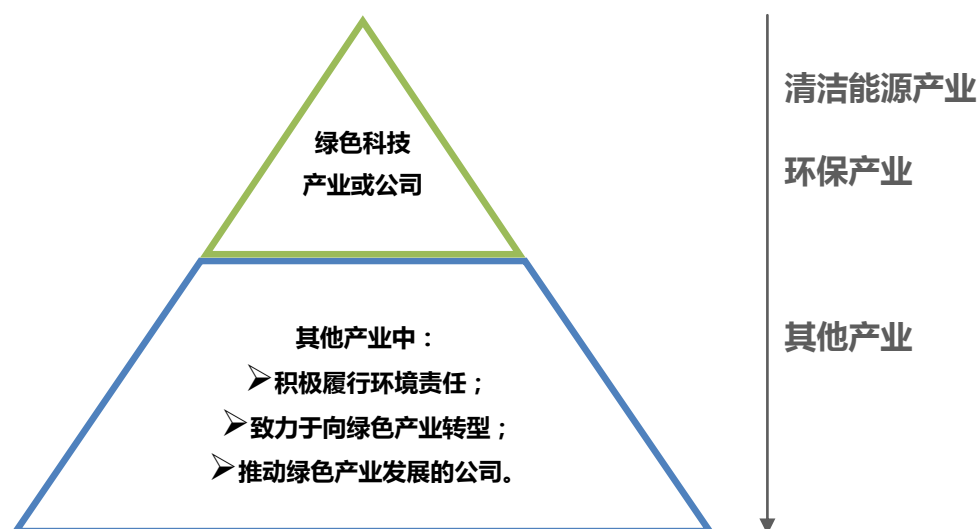 绿色科技
产业或公司
其他产业中：
➢积极履行环境责任；
➢致力于向绿色产业转型；
➢推动绿色产业发展的公司。
清洁能源产业
环保产业
其他产业